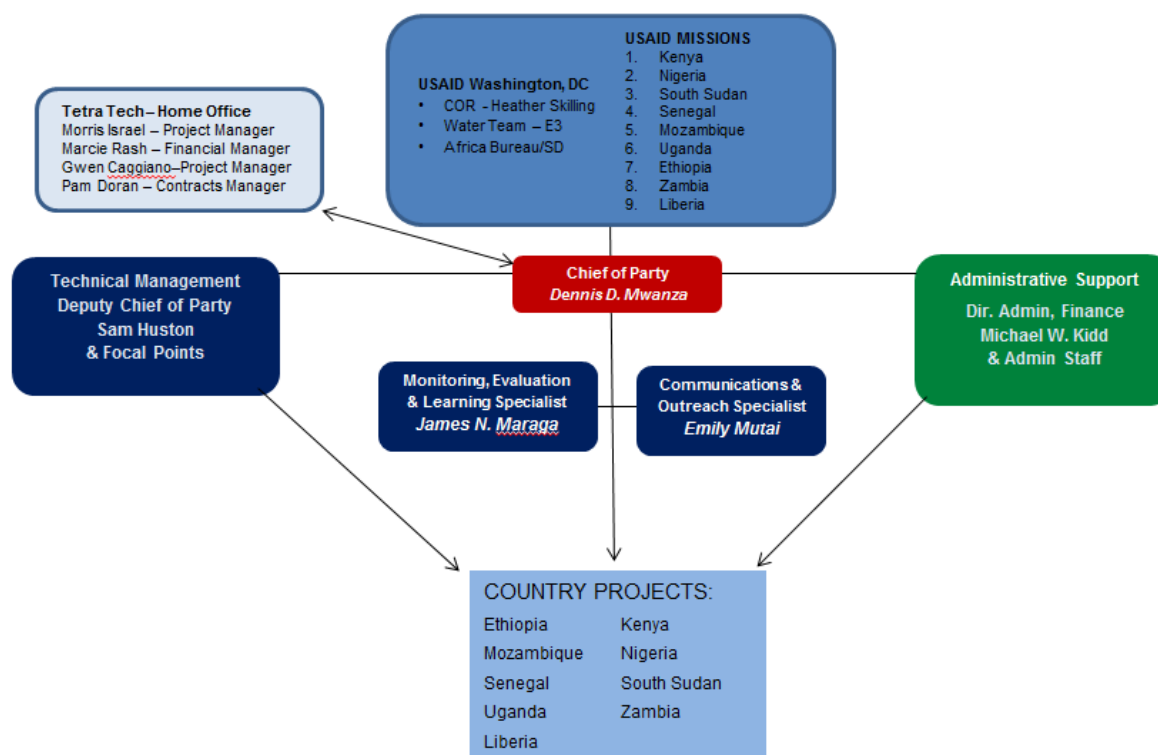 USAID Washington, DC
• COR - Heather Skilling
• Water Team – E3
• Africa Bureau/SD
USAID MISSIONS
1. Kenya
2. Nigeria
3. South Sudan
4. Senegal
5. Mozambique
6. Uganda
7. Ethiopia
8. Zambia
9. Liberia
Tetra Tech – Home Office
Morris Israel – Project Manager
Marcie Rash – Financial Manager
Gwen Caggiano–Project Manager
Pam Doran – Contracts Manager
Chief of Party
Dennis D. Mwanza
Technical Management
Deputy Chief of Party
Sam Huston
& Focal Points
Administrative Support
Dir. Admin, Finance
Michael W. Kidd
& Admin Staff
Monitoring, Evaluation
& Learning Specialist
James N. Maraga
Communications &
Outreach Specialist
Emily Mutai
COUNTRY PROJECTS:
Ethiopia Kenya
Mozambique Nigeria
Senegal South Sudan
Uganda Zambia
Liberia